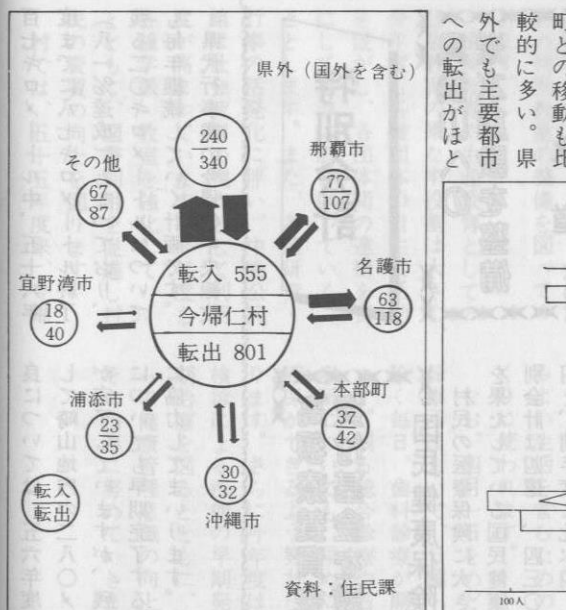 町との移動も比
較的に多い。県
外でも主要都市
への転出がほと
県外（国外を含む）
240
340
那覇市
77
107
名護市
63
118
本部町
37
42
沖縄市
30
32
浦添市
23
35
宜野湾市
18
40
その他
67
87
転入 555
今帰仁村
転出 801
転入
転出
資料：住民課
100人